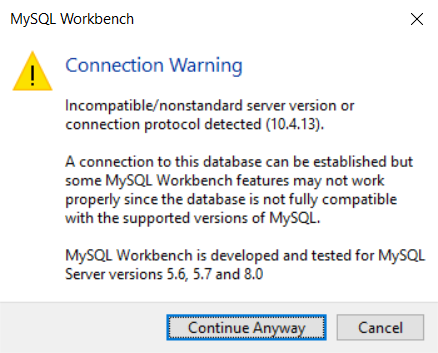 MySQL Workbench
Connection Warning
Incompatible/nonstandard server version or
connection protocol detected (10.4.13).
A connection to this database can be established but
some MySQL Workbench features may not work
properly since the database is not fully compatible
with the supported versions of MySQL.
MySQL Workbench is developed and tested for MySQL
Server versions 5.6, 5.7 and 8.0
Continue Anyway
Cancel